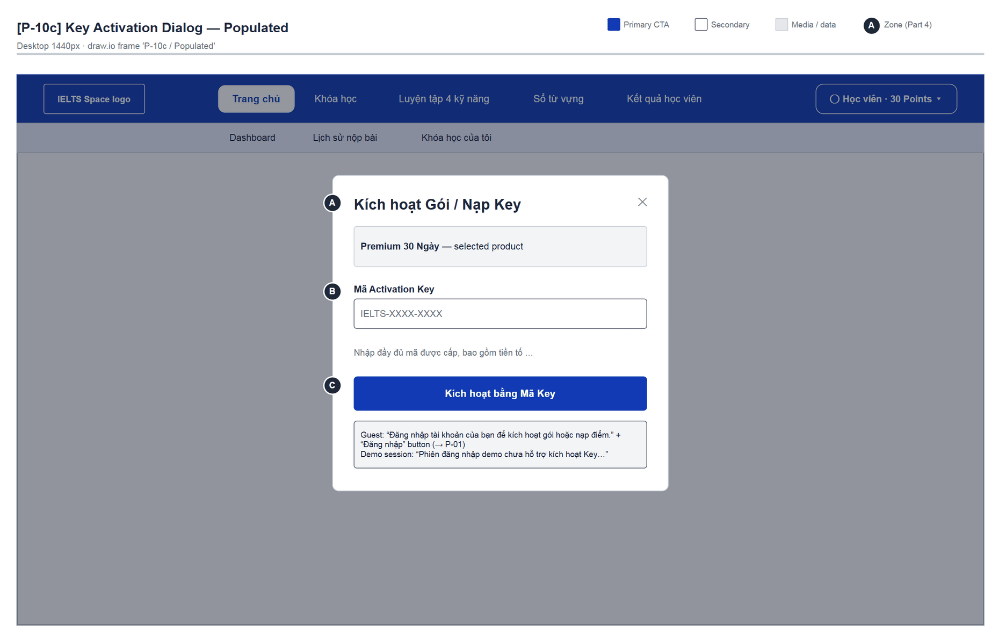 [P-10c] Key Activation Dialog — Populated
Desktop 1440px · draw.io frame 'P-10c / Populated'
Primary CTA
Secondary
Media / data
A
Zone (Part 4)
IELTS Space logo
Trang chủ
Khóa học
Luyện tập 4 kỹ năng
Sổ từ vựng
Kết quả học viên
Học viên · 30 Points ▾
Dashboard
Lịch sử nộp bài
Khóa học của tôi
A
Kích hoạt Gói / Nạp Key
Premium 30 Ngày — selected product
B
Mã Activation Key
IELTS-XXXX-XXXX
Nhập đầy đủ mã được cấp, bao gồm tiền tố …
C
Kích hoạt bằng Mã Key
Guest: “Đăng nhập tài khoản của bạn để kích hoạt gói hoặc nạp điểm.” +
“Đăng nhập” button (→ P-01)
Demo session: “Phiên đăng nhập demo chưa hỗ trợ kích hoạt Key…”